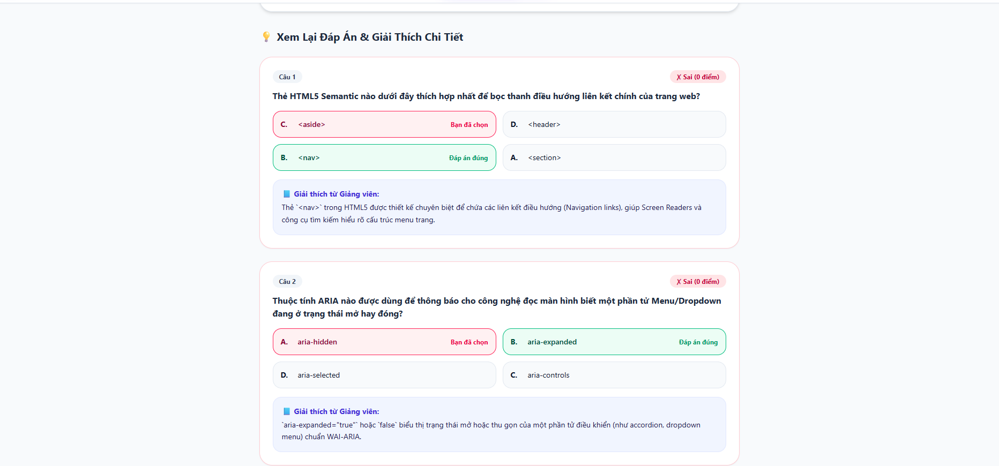 💡 Xem Lại Đáp Án & Giải Thích Chi Tiết
Câu 1
✗ Sai (0 điểm)
Thẻ HTML5 Semantic nào dưới đây thích hợp nhất để bọc thanh điều hướng liên kết chính của trang web?
C. <aside> Bạn đã chọn
D. <header>
B. <nav> Đáp án đúng
A. <section>
📘 Giải thích từ Giảng viên:
Thẻ `<nav>` trong HTML5 được thiết kế chuyên biệt để chứa các liên kết điều hướng (Navigation links), giúp Screen Readers và
công cụ tìm kiếm hiểu rõ cấu trúc menu trang.
Câu 2
✗ Sai (0 điểm)
Thuộc tính ARIA nào được dùng để thông báo cho công nghệ đọc màn hình biết một phần tử Menu/Dropdown
đang ở trạng thái mở hay đóng?
A. aria-hidden Bạn đã chọn
B. aria-expanded Đáp án đúng
D. aria-selected
C. aria-controls
📘 Giải thích từ Giảng viên:
`aria-expanded="true"` hoặc `false` biểu thị trạng thái mở hoặc thu gọn của một phần tử điều khiển (như accordion, dropdown
menu) chuẩn WAI-ARIA.